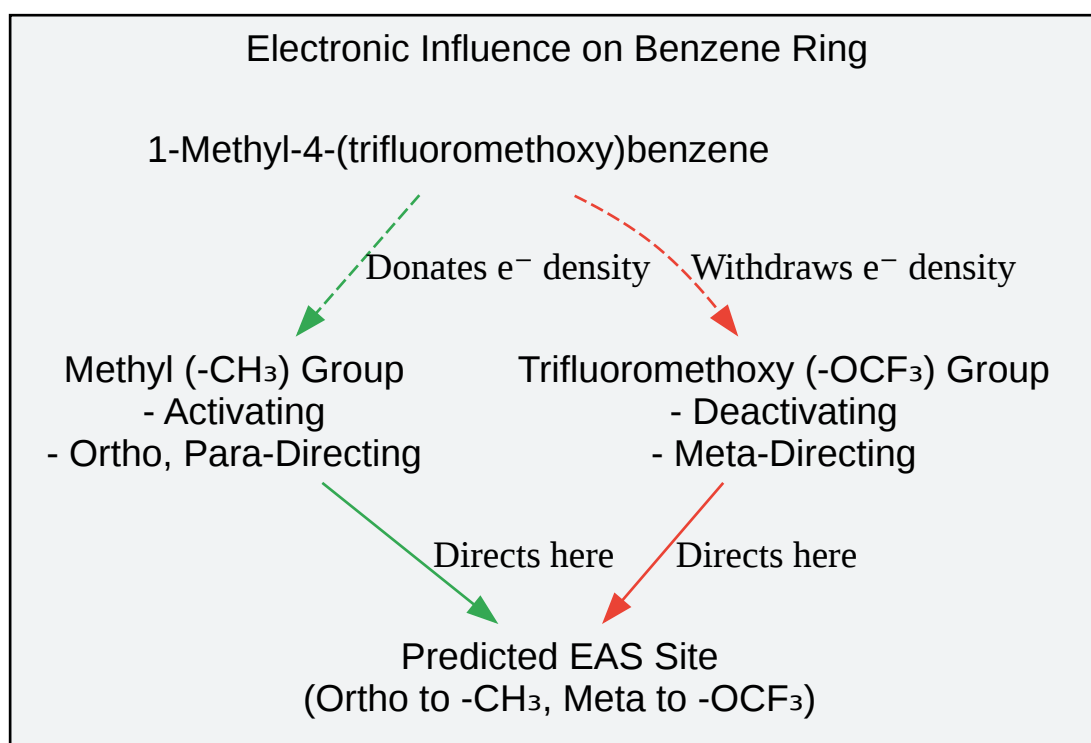 Electronic Influence on Benzene Ring
1-Methyl-4-(trifluoromethoxy)benzene
Donates e⁻ density
Withdraws e⁻ density
Methyl (-CH₃) Group
- Activating
- Ortho, Para-Directing
Trifluoromethoxy (-OCF₃) Group
- Deactivating
- Meta-Directing
Directs here
Directs here
Predicted EAS Site
(Ortho to -CH₃, Meta to -OCF₃)